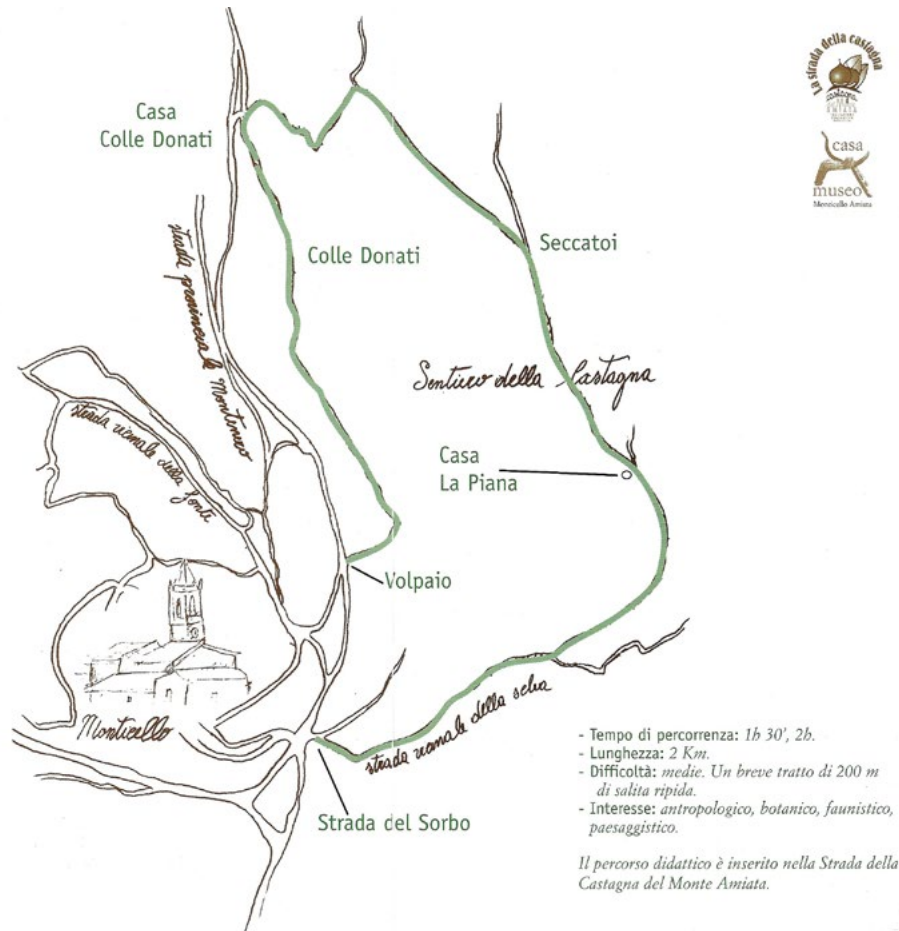 La strada della castagna
casa
museo
Monticello Amiata
Casa
Colle Donati
strada provinciale Montenero
Colle Donati
Seccatoi
Sentiero della Castagna
strada vicinale della fonte
Casa
La Piana
Volpaio
Monticello
strada vicinale della selva
Strada del Sorbo
- Tempo di percorrenza: 1h 30', 2h.
- Lunghezza: 2 Km.
- Difficoltà: medie. Un breve tratto di 200 m
di salita ripida.
- Interesse: antropologico, botanico, faunistico,
paesaggistico.
Il percorso didattico è inserito nella Strada della
Castagna del Monte Amiata.